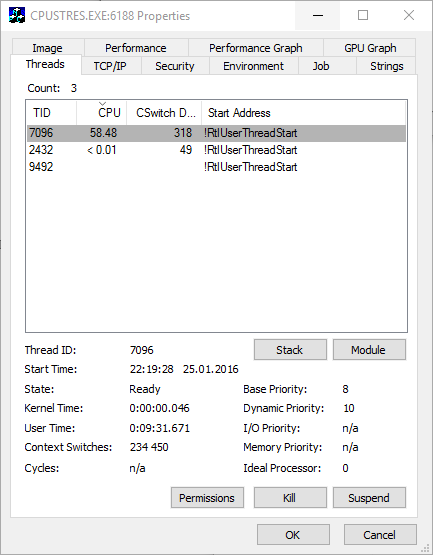 CPUSTRES.EXE:6188 Properties
Image Performance Performance Graph GPU Graph
Threads TCP/IP Security Environment Job Strings
Count: 3
TID CPU CSwitch D... Start Address
7096 58.48 318 !RtlUserThreadStart
2432 < 0.01 49 !RtlUserThreadStart
9492 !RtlUserThreadStart
Thread ID: 7096 Stack Module
Start Time: 22:19:28 25.01.2016
State: Ready Base Priority: 8
Kernel Time: 0:00:00.046 Dynamic Priority: 10
User Time: 0:09:31.671 I/O Priority: n/a
Context Switches: 234 450 Memory Priority: n/a
Cycles: n/a Ideal Processor: 0
Permissions Kill Suspend
OK Cancel